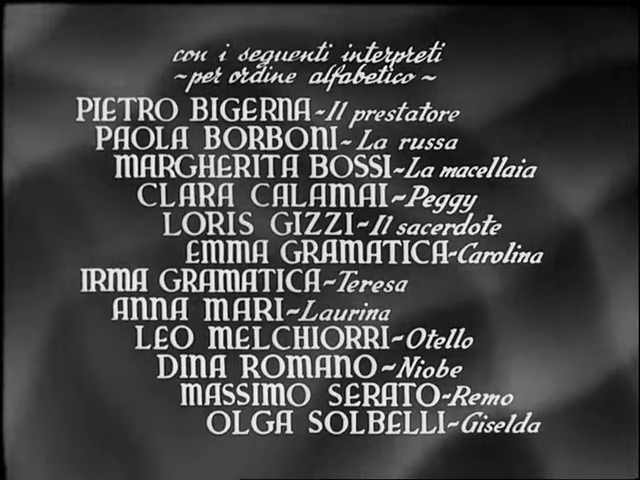 con i seguenti interpreti
~per ordine alfabetico~
PIETRO BIGERNA~Il prestatore
PAOLA BORBONI~La russa
MARGHERITA BOSSI~La macellaia
CLARA CALAMAI~Peggy
LORIS GIZZI~Il sacerdote
EMMA GRAMATICA~Carolina
IRMA GRAMATICA~Teresa
ANNA MARI~Laurina
LEO MELCHIORRI~Otello
DINA ROMANO~Niobe
MASSIMO SERATO~Remo
OLGA SOLBELLI~Giselda